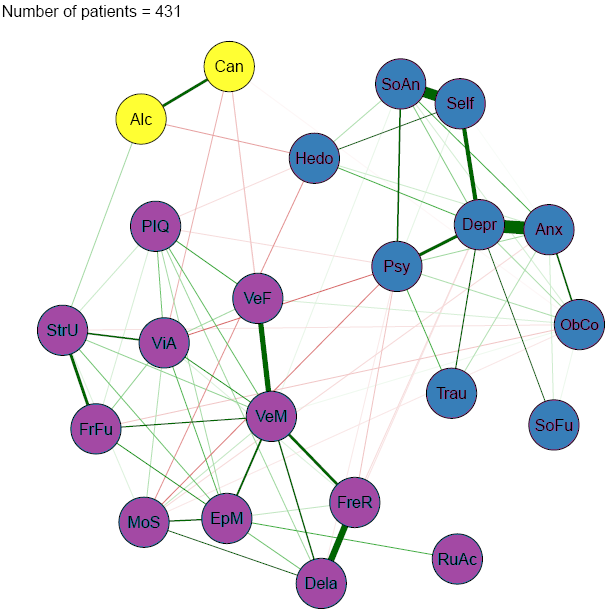 Number of patients = 431
Can
SoAn
Self
Alc
Hedo
PIQ
Depr
Anx
Psy
VeF
StrU
ViA
ObCo
Trau
VeM
SoFu
FrFu
FreR
MoS
EpM
RuAc
Dela